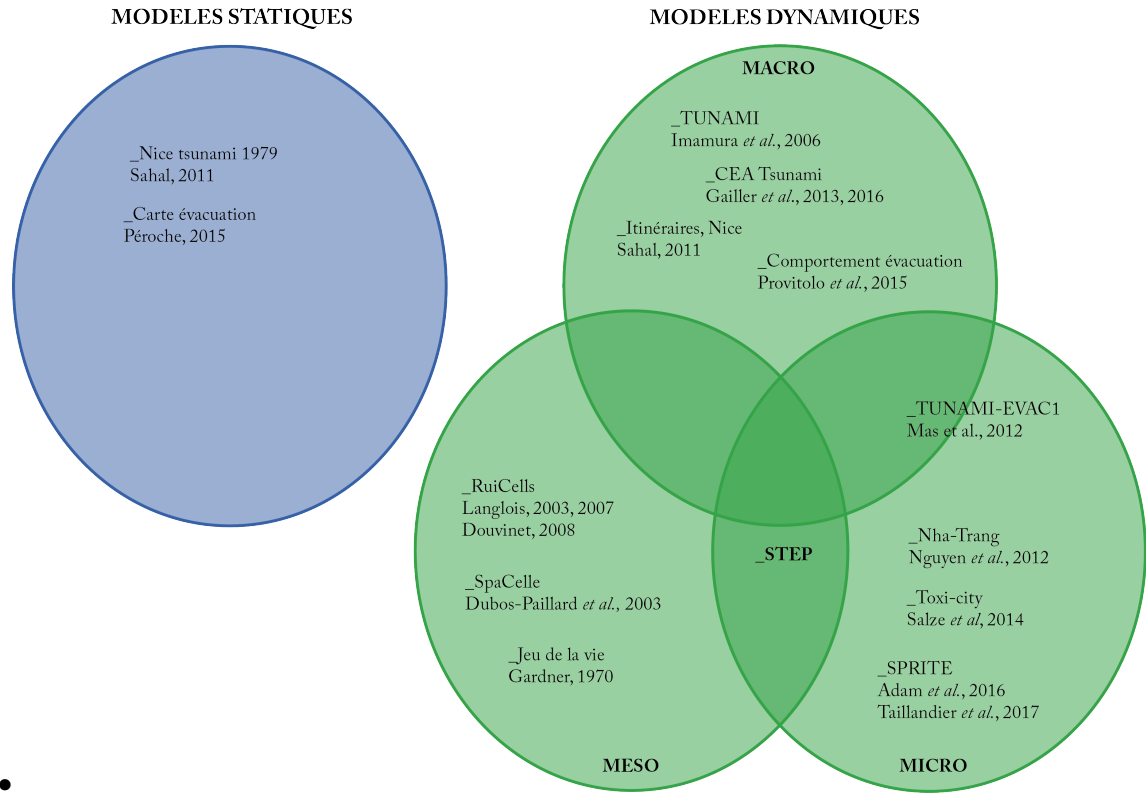 MODELES STATIQUES
_Nice tsunami 1979
Sahal, 2011
_Carte évacuation
Péroche, 2015
MODELES DYNAMIQUES
MACRO
_TUNAMI
Imamura et al., 2006
_CEA Tsunami
Gailler et al., 2013, 2016
_Itinéraires, Nice
Sahal, 2011
_Comportement évacuation
Provitolo et al., 2015
_TUNAMI-EVAC1
Mas et al., 2012
_RuiCells
Langlois, 2003, 2007
Douvinet, 2008
_SpaCelle
Dubos-Paillard et al., 2003
_Jeu de la vie
Gardner, 1970
MESO
_STEP
_Nha-Trang
Nguyen et al., 2012
_Toxi-city
Salze et al, 2014
_SPRITE
Adam et al., 2016
Taillandier et al., 2017
MICRO